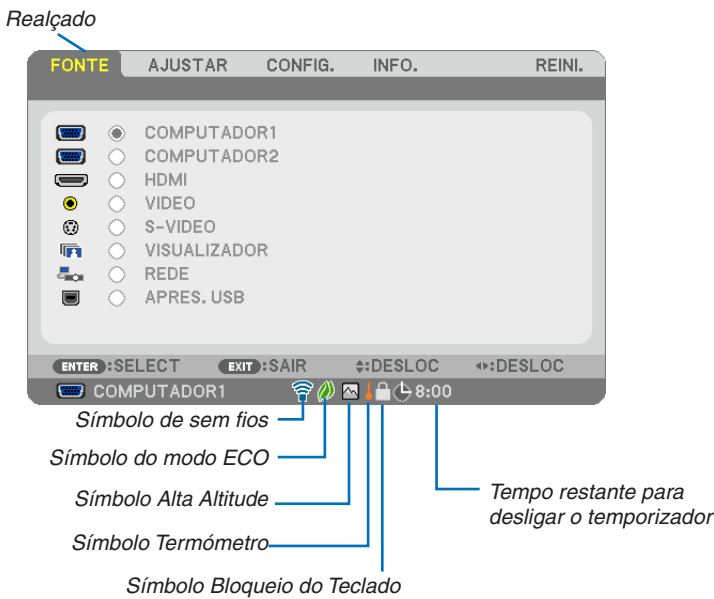 Realçado
FONTE AJUSTAR CONFIG. INFO. REINI.
COMPUTADOR1
COMPUTADOR2
HDMI
VIDEO
S-VIDEO
VISUALIZADOR
REDE
APRES. USB
ENTER :SELECT EXIT :SAIR :DESLOC :DESLOC
COMPUTADOR1 8:00
Símbolo de sem fios
Símbolo do modo ECO
Símbolo Alta Altitude
Símbolo Termómetro
Símbolo Bloqueio do Teclado
Tempo restante para
desligar o temporizador